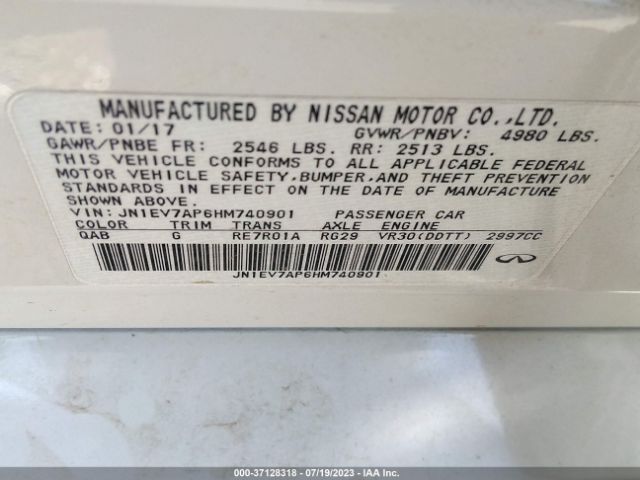 MANUFACTURED BY NISSAN MOTOR CO.,LTD.
DATE: 01/17 GVWR/PNBV: 4980 LBS.
GAWR/PNBE FR: 2546 LBS. RR: 2513 LBS.
THIS VEHICLE CONFORMS TO ALL APPLICABLE FEDERAL
MOTOR VEHICLE SAFETY,BUMPER,AND THEFT PREVENTION
STANDARDS IN EFFECT ON THE DATE OF MANUFACTURE
SHOWN ABOVE.
VIN: JN1EV7AP6HM740901 PASSENGER CAR
COLOR TRIM TRANS AXLE ENGINE
QAB G RE7R01A RG29 VR30(DDTT) 2997CC
JN1EV7AP6HM740901
000-37128318 - 07/19/2023 - IAA Inc.